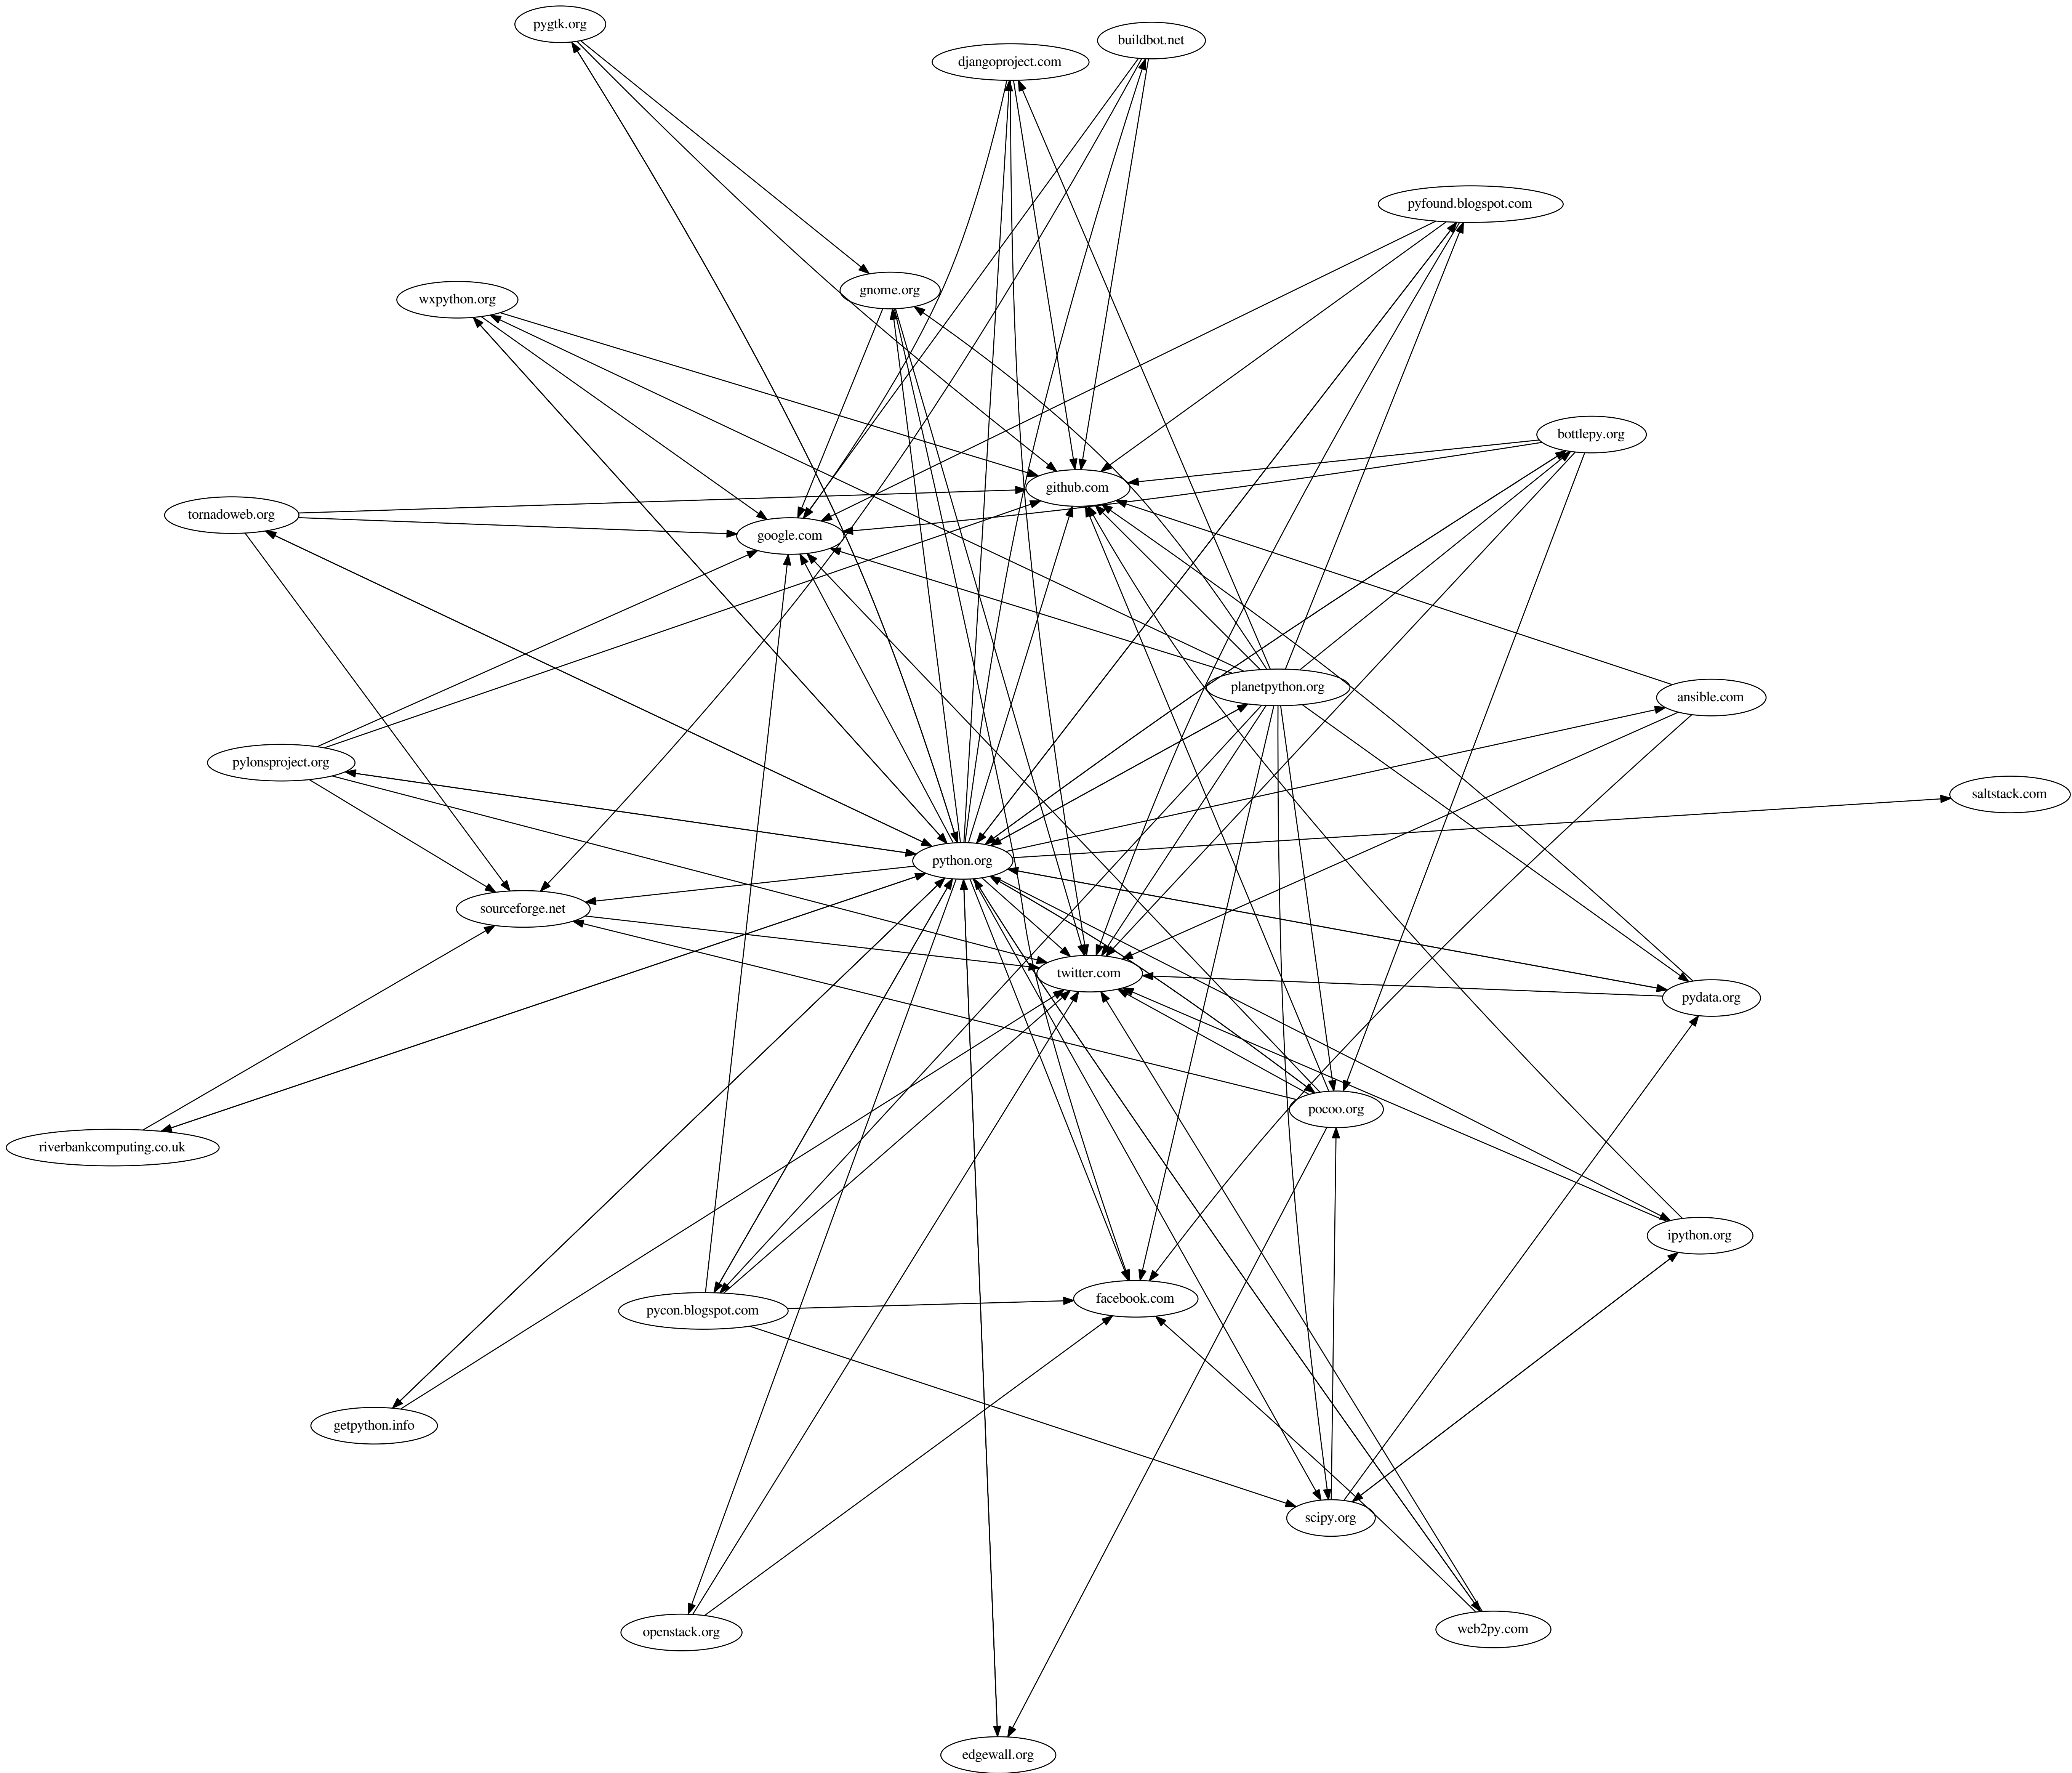 pygtk.org
buildbot.net
djangoproject.com
pyfound.blogspot.com
gnome.org
wxpython.org
bottlepy.org
github.com
tornadoweb.org
google.com
planetpython.org
ansible.com
pylonsproject.org
saltstack.com
python.org
sourceforge.net
twitter.com
pydata.org
pocoo.org
riverbankcomputing.co.uk
ipython.org
facebook.com
pycon.blogspot.com
getpython.info
scipy.org
web2py.com
openstack.org
edgewall.org